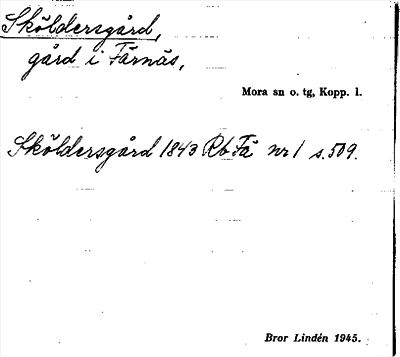 Sköldersgård,
gård i Färnäs,
Mora sn o. tg, Kopp. l.
Sköldersgård 1843 Rb Fä nr 1 s. 509.
Bror Lindén 1945.